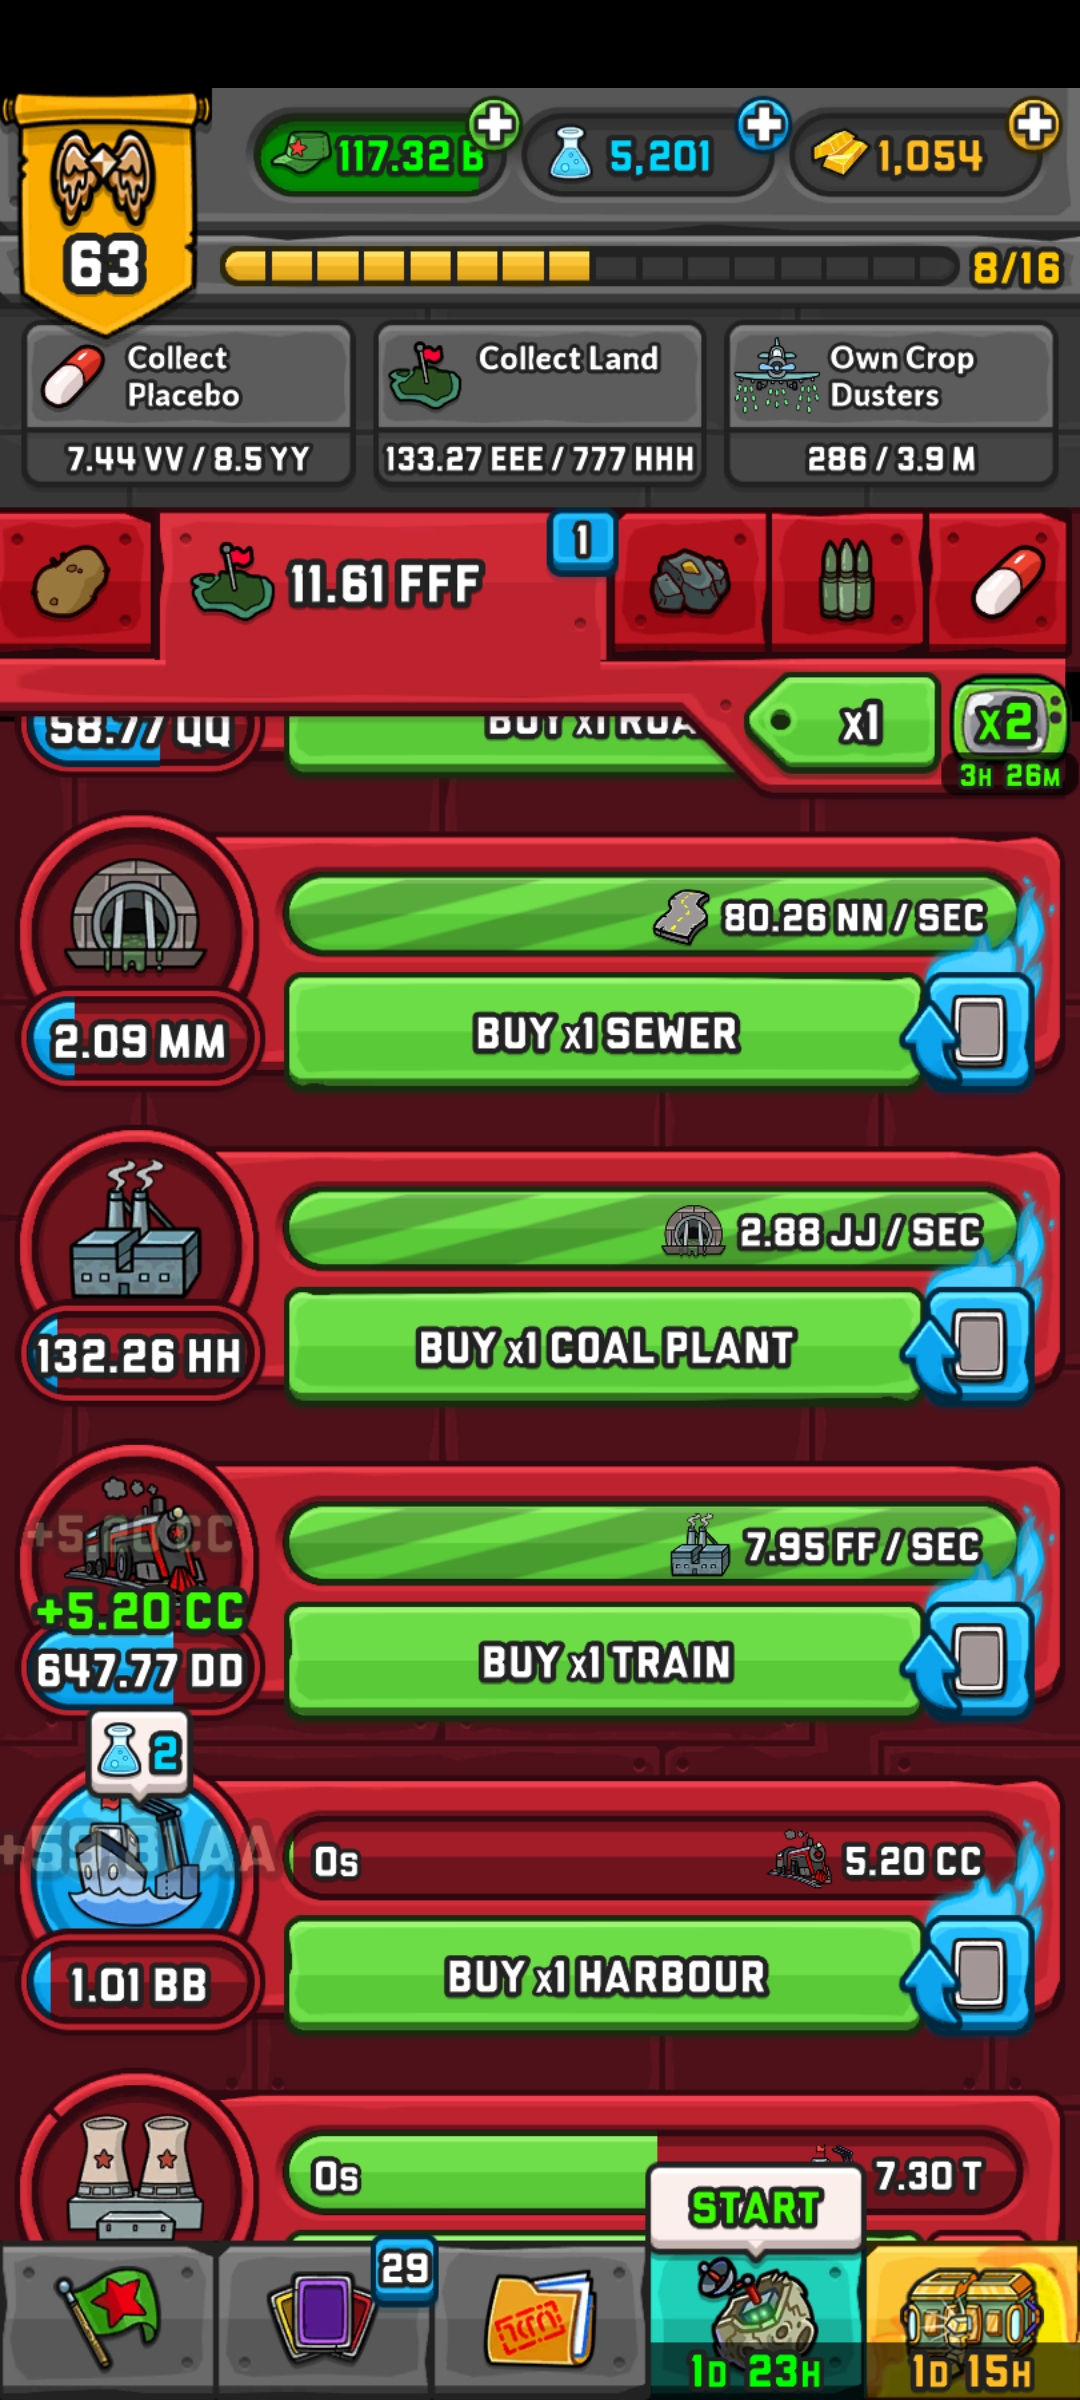 117.32 B
5,201
1,054
63
8/16
Collect
Placebo
Collect Land
Own Crop
Dusters
7.44 VV / 8.5 YY
133.27 EEE / 777 HHH
286 / 3.9 M
11.61 FFF
1
x1
x2
3H 26M
58.77 QQ
BUY x1 ROA
80.26 NN / SEC
BUY x1 SEWER
2.09 MM
2.88 JJ / SEC
BUY x1 COAL PLANT
132.26 HH
7.95 FF / SEC
+5.20 CC
+5.20 CC
BUY x1 TRAIN
647.77 DD
2
0s
5.20 CC
BUY x1 HARBOUR
1.01 BB
0s
7.30 T
START
29
1D 23H
1D 15H